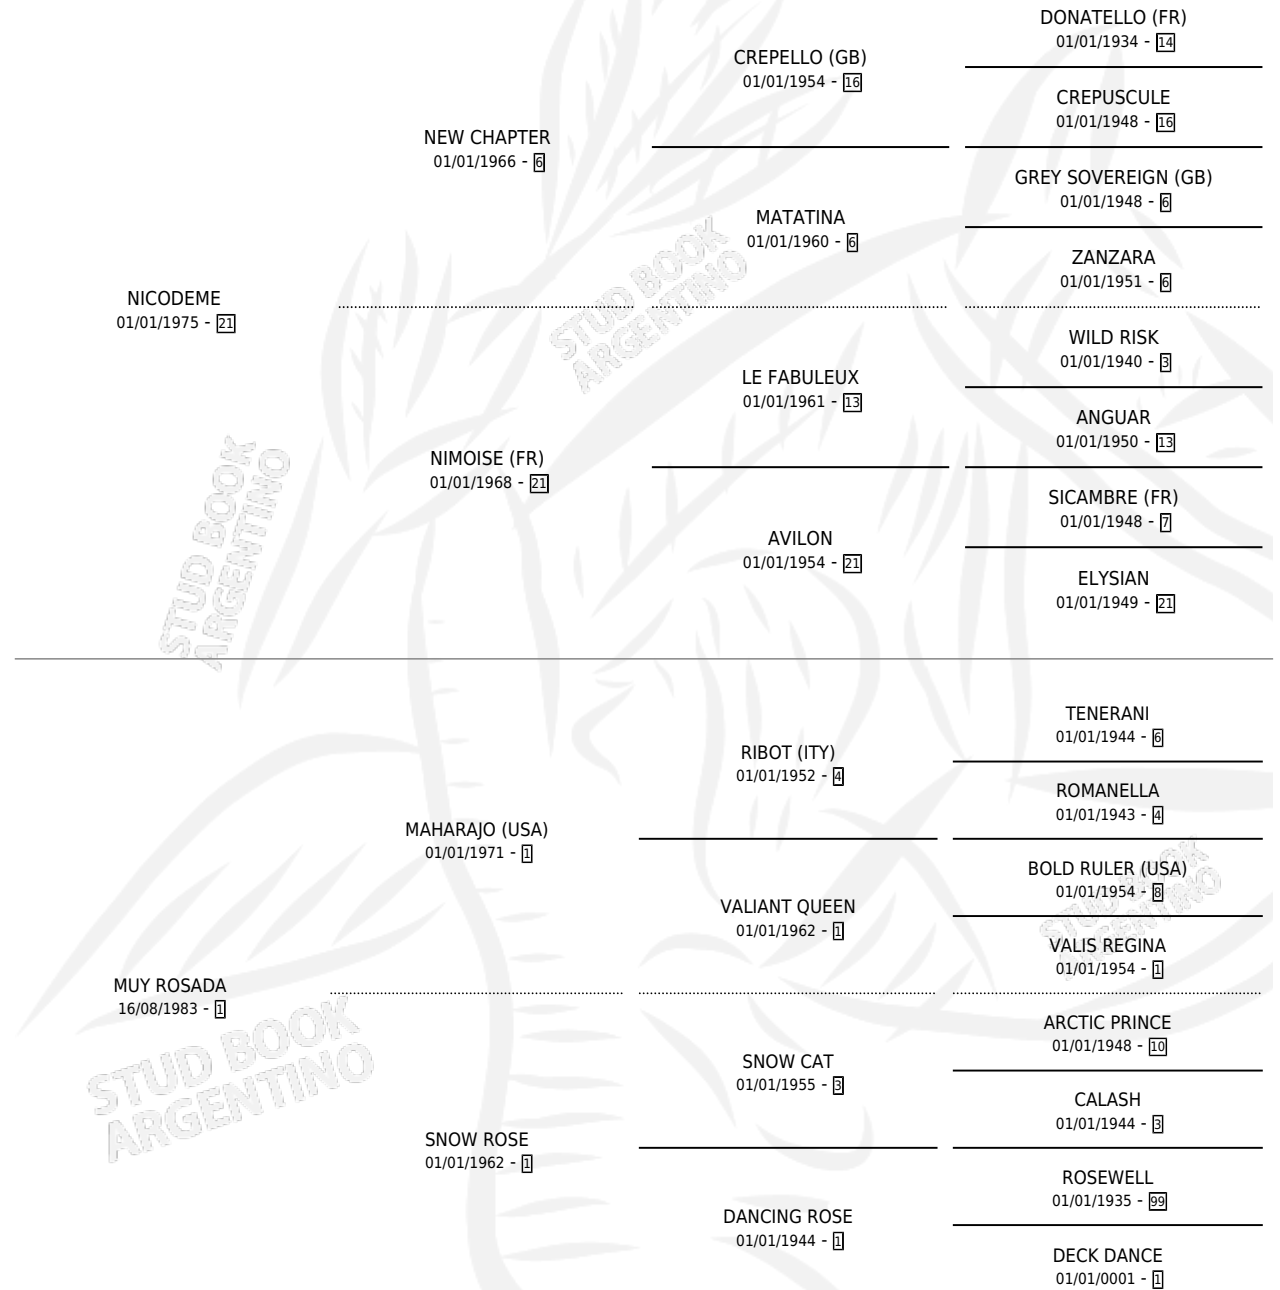 DONATELLO (FR)
01/01/1934 - 14
CREPELLO (GB)
01/01/1954 - 16
CREPUSCULE
01/01/1948 - 16
NEW CHAPTER
01/01/1966 - 6
GREY SOVEREIGN (GB)
01/01/1948 - 6
MATATINA
01/01/1960 - 6
ZANZARA
01/01/1951 - 6
NICODEME
01/01/1975 - 21
WILD RISK
01/01/1940 - 3
LE FABULEUX
01/01/1961 - 13
ANGUAR
01/01/1950 - 13
NIMOISE (FR)
01/01/1968 - 21
SICAMBRE (FR)
01/01/1948 - 7
AVILON
01/01/1954 - 21
ELYSIAN
01/01/1949 - 21
TENERANI
01/01/1944 - 6
RIBOT (ITY)
01/01/1952 - 4
ROMANELLA
01/01/1943 - 4
MAHARAJO (USA)
01/01/1971 - 1
BOLD RULER (USA)
01/01/1954 - 8
VALIANT QUEEN
01/01/1962 - 1
VALIS REGINA
01/01/1954 - 1
MUY ROSADA
16/08/1983 - 1
ARCTIC PRINCE
01/01/1948 - 10
SNOW CAT
01/01/1955 - 3
CALASH
01/01/1944 - 3
SNOW ROSE
01/01/1962 - 1
ROSEWELL
01/01/1935 - 99
DANCING ROSE
01/01/1944 - 1
DECK DANCE
01/01/0001 - 1
STUD BOOK
ARGENTINO
STUD BOOK
ARGENTINO
STUD BOOK
ARGENTINO
STUD BOOK
ARGENTINO